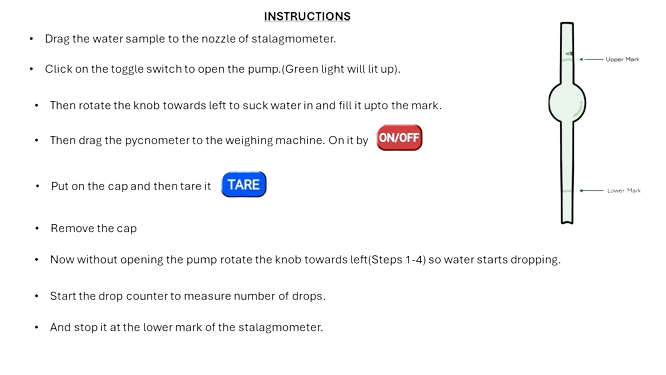 INSTRUCTIONS
• Drag the water sample to the nozzle of stalagmometer.
Upper Mark
• Click on the toggle switch to open the pump.(Green light will lit up).
• Then rotate the knob towards left to suck water in and fill it upto the mark.
• Then drag the pycnometer to the weighing machine. On it by ON/OFF
• Put on the cap and then tare it TARE
Lower Mark
• Remove the cap
• Now without opening the pump rotate the knob towards left(Steps 1-4) so water starts dropping.
• Start the drop counter to measure number of drops.
• And stop it at the lower mark of the stalagmometer.